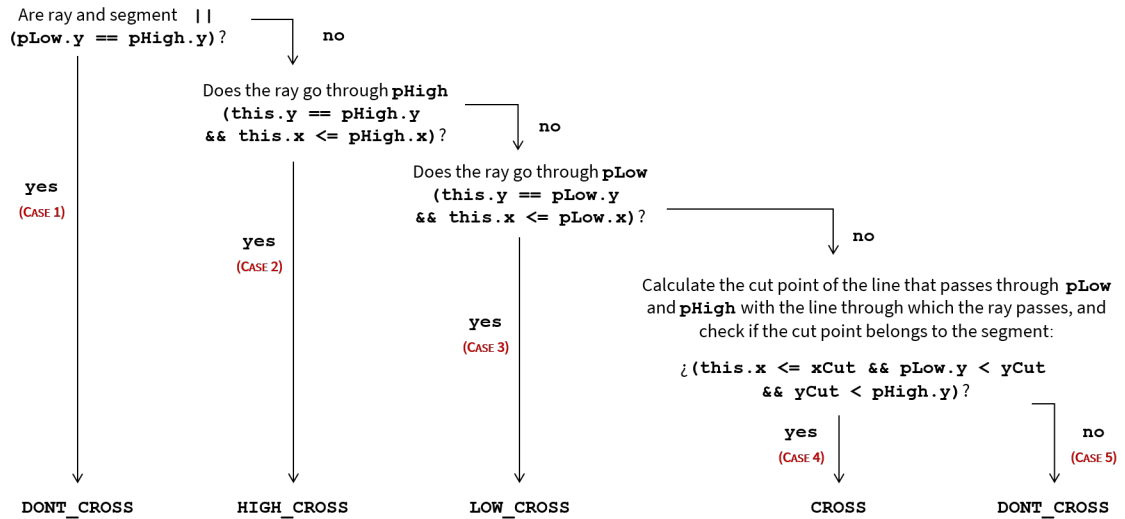 Are ray and segment ||
(pLow.y == pHigh.y)?
no
Does the ray go through pHigh
(this.y == pHigh.y
&& this.x <= pHigh.x)?
no
Does the ray go through pLow
(this.y == pLow.y
&& this.x <= pLow.x)?
yes
(CASE 1)
no
yes
(CASE 2)
Calculate the cut point of the line that passes through pLow
and pHigh with the line through which the ray passes, and
check if the cut point belongs to the segment:
yes
(CASE 3)
¿(this.x <= xCut && pLow.y < yCut
&& yCut < pHigh.y)?
yes
(CASE 4)
no
(CASE 5)
DONT_CROSS
HIGH_CROSS
LOW_CROSS
CROSS
DONT_CROSS